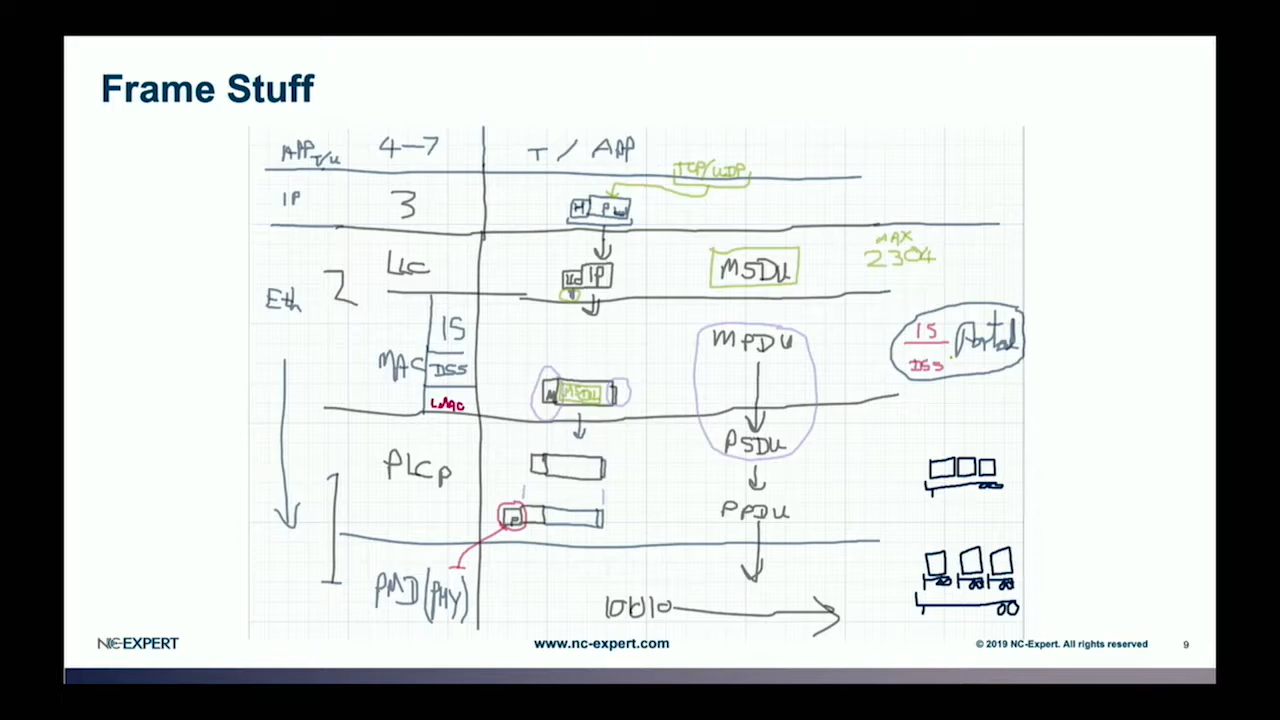 Frame Stuff
APP T/U 4-7 T / APP
TCP/UDP
IP 3 H
MAX
2304
2 LLC LLC IP MSDU
Eth
IS
MAC DSS
LMAC
M MSDU
MPDU
IS Portal
DSS
PSDU
PLCP
P PPDU
PMD (PHY)
101010
NC-EXPERT
www.nc-expert.com
© 2019 NC-Expert. All rights reserved
9